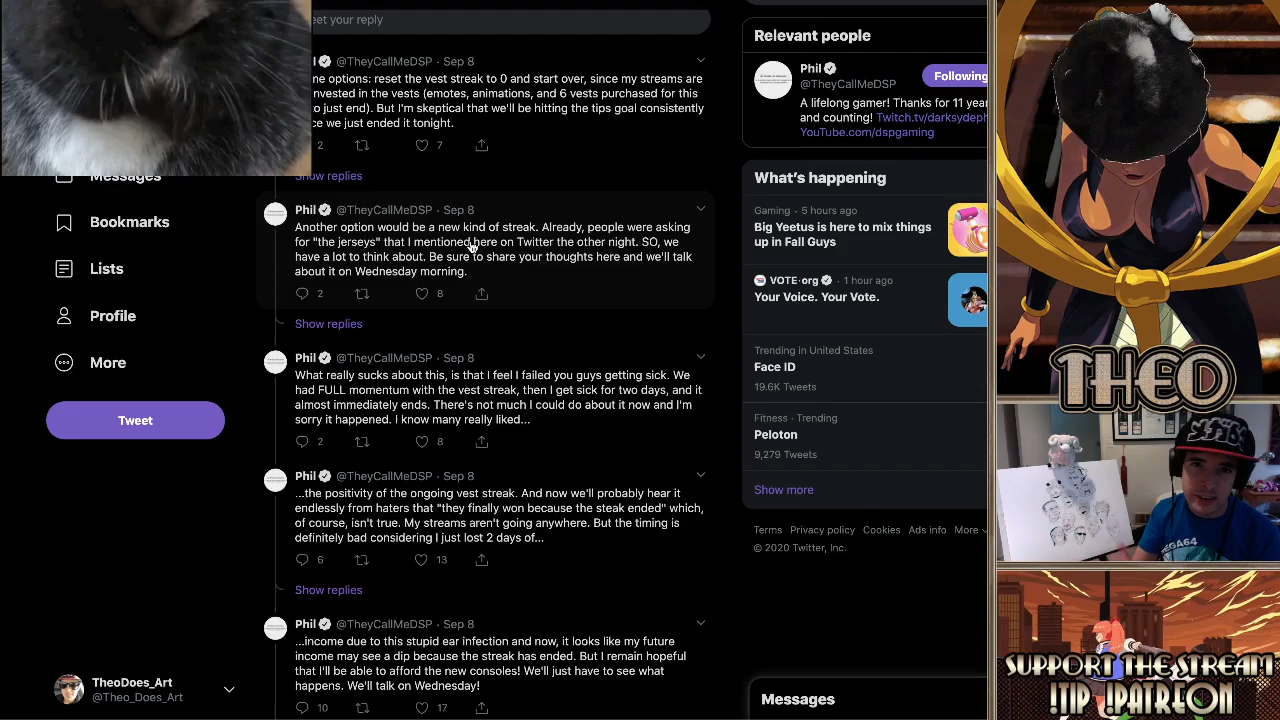 eet your reply
@TheyCallMeDSP · Sep 8
ne options: reset the vest streak to 0 and start over, since my streams are
nvested in the vests (emotes, animations, and 6 vests purchased for this
o just end). But I'm skeptical that we'll be hitting the tips goal consistently
ce we just ended it tonight.
2 7
Show replies
Phil @TheyCallMeDSP · Sep 8
Another option would be a new kind of streak. Already, people were asking
for "the jerseys" that I mentioned here on Twitter the other night. SO, we
have a lot to think about. Be sure to share your thoughts here and we'll talk
about it on Wednesday morning.
2 8
Show replies
Phil @TheyCallMeDSP · Sep 8
What really sucks about this, is that I feel I failed you guys getting sick. We
had FULL momentum with the vest streak, then I get sick for two days, and it
almost immediately ends. There's not much I could do about it now and I'm
sorry it happened. I know many really liked...
2 8
Phil @TheyCallMeDSP · Sep 8
...the positivity of the ongoing vest streak. And now we'll probably hear it
endlessly from haters that "they finally won because the steak ended" which,
of course, isn't true. My streams aren't going anywhere. But the timing is
definitely bad considering I just lost 2 days of...
6 13
Show replies
Phil @TheyCallMeDSP · Sep 8
...income due to this stupid ear infection and now, it looks like my future
income may see a dip because the streak has ended. But I remain hopeful
that I'll be able to afford the new consoles! We'll just have to see what
happens. We'll talk on Wednesday!
10 17
Messages
Bookmarks
Lists
Profile
More
Tweet
TheoDoes_Art
@Theo_Does_Art
Relevant people
Phil
@TheyCallMeDSP
Following
A lifelong gamer! Thanks for 11 year
and counting! Twitch.tv/darksydeph
YouTube.com/dspgaming
What's happening
Gaming · 5 hours ago
Big Yeetus is here to mix things
up in Fall Guys
VOTE·org · 1 hour ago
Your Voice. Your Vote.
Trending in United States
Face ID
19.6K Tweets
Fitness · Trending
Peloton
9,279 Tweets
Show more
Terms Privacy policy Cookies Ads info More
© 2020 Twitter, Inc.
Messages
THEO
SUPPORT THE STREAM
!TIP !PATREON